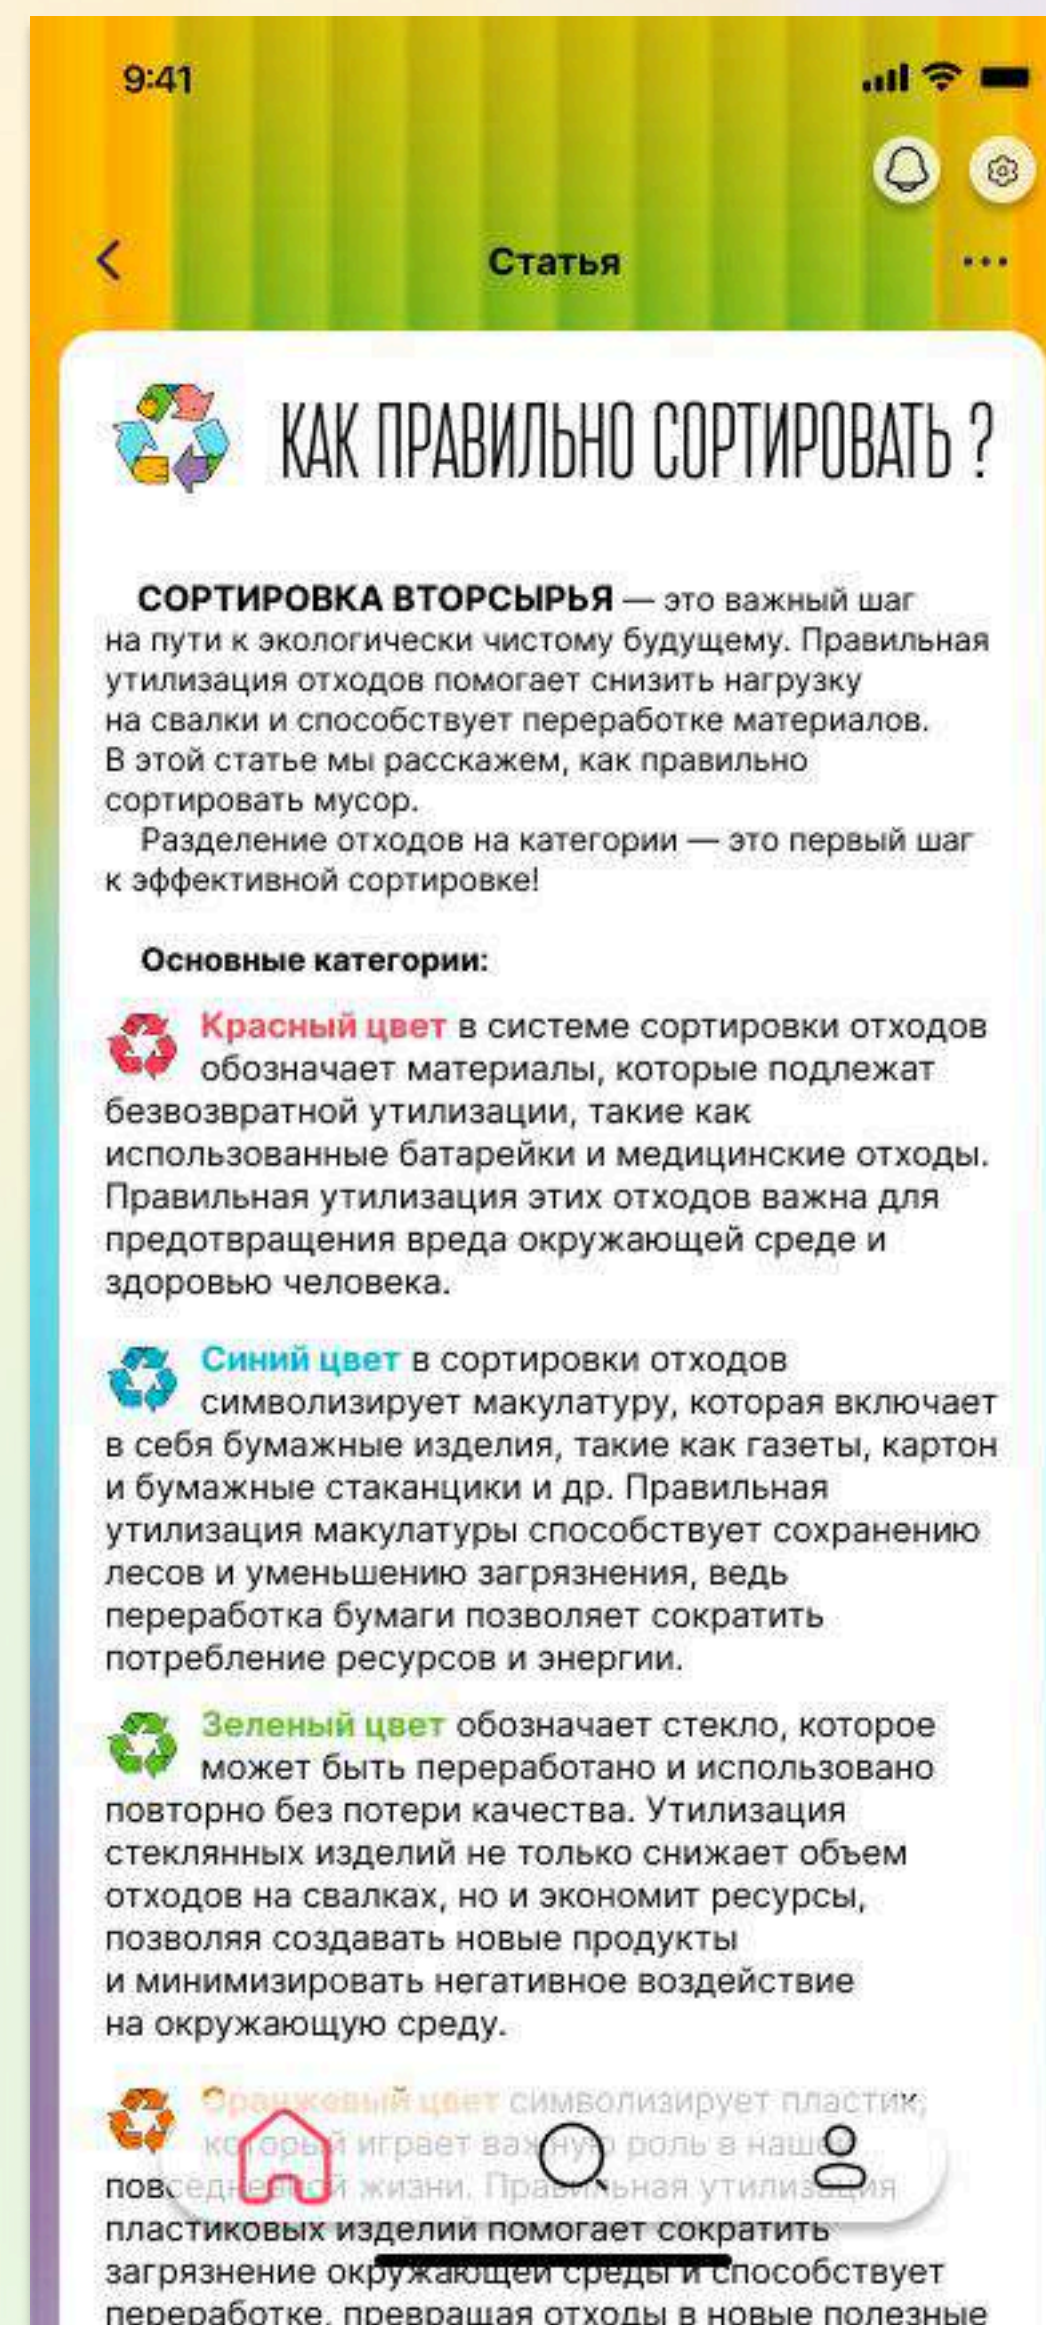 9:41
Статья
КАК ПРАВИЛЬНО СОРТИРОВАТЬ ?
СОРТИРОВКА ВТОРСЫРЬЯ — это важный шаг
на пути к экологически чистому будущему. Правильная
утилизация отходов помогает снизить нагрузку
на свалки и способствует переработке материалов.
В этой статье мы расскажем, как правильно
сортировать мусор.
Разделение отходов на категории — это первый шаг
к эффективной сортировке!
Основные категории:
Красный цвет в системе сортировки отходов
обозначает материалы, которые подлежат
безвозвратной утилизации, такие как
использованные батарейки и медицинские отходы.
Правильная утилизация этих отходов важна для
предотвращения вреда окружающей среде и
здоровью человека.
Синий цвет в сортировки отходов
символизирует макулатуру, которая включает
в себя бумажные изделия, такие как газеты, картон
и бумажные стаканчики и др. Правильная
утилизация макулатуры способствует сохранению
лесов и уменьшению загрязнения, ведь
переработка бумаги позволяет сократить
потребление ресурсов и энергии.
Зеленый цвет обозначает стекло, которое
может быть переработано и использовано
повторно без потери качества. Утилизация
стеклянных изделий не только снижает объем
отходов на свалках, но и экономит ресурсы,
позволяя создавать новые продукты
и минимизировать негативное воздействие
на окружающую среду.
Оранжевый цвет символизирует пластик,
который играет важную роль в нашей
повседневной жизни. Правильная утилизация
пластиковых изделий помогает сократить
загрязнение окружающей среды и способствует
переработке, превращая отходы в новые полезные